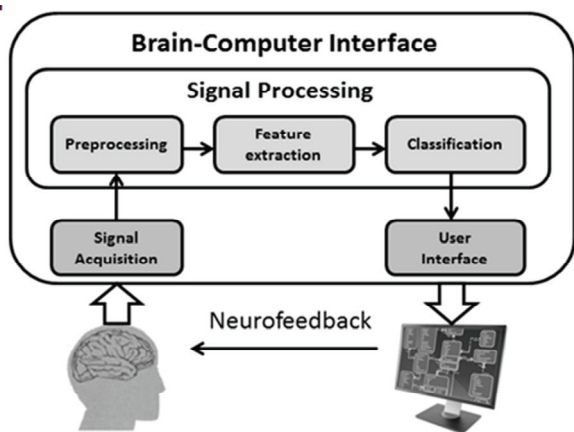 Brain-Computer Interface
Signal Processing
Preprocessing
Feature
extraction
Classification
Signal
Acquisition
User
Interface
Neurofeedback